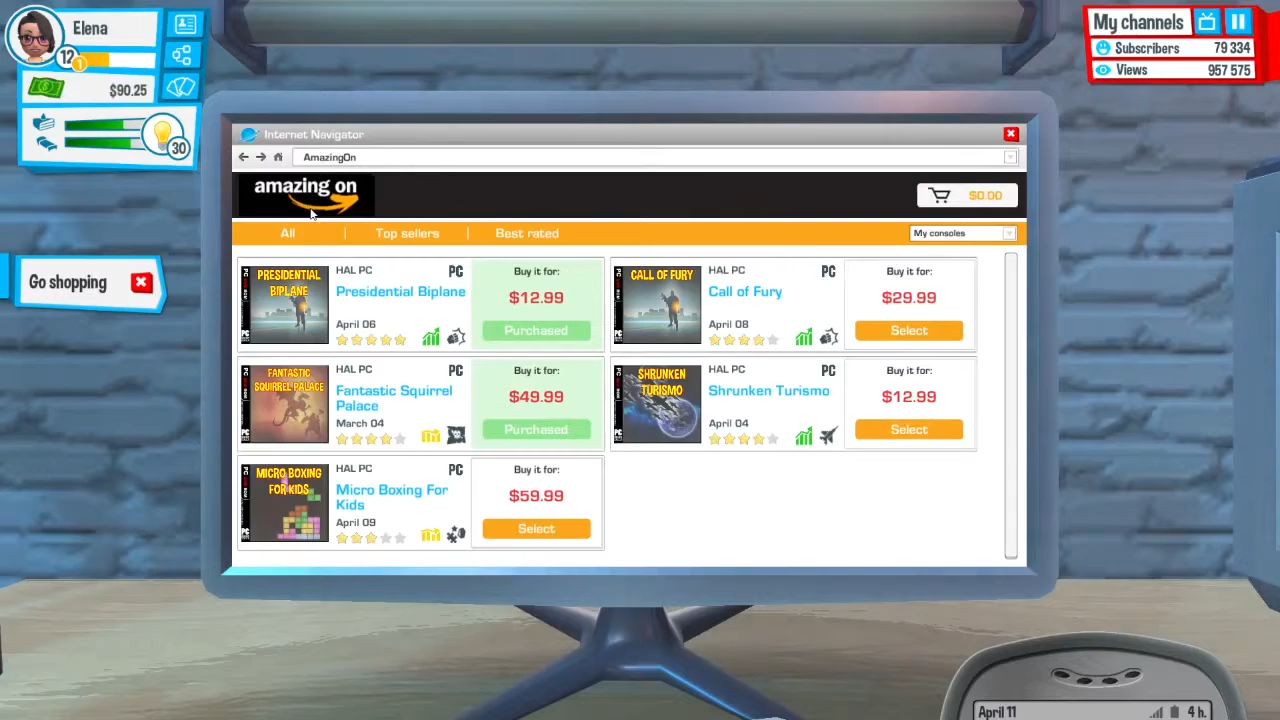 Elena
12
1
$90.25
30
My channels
Subscribers 79 334
Views 957 575
Internet Navigator
AmazingOn
amazing on
$0.00
All | Top sellers | Best rated
My consoles
Go shopping
PRESIDENTIAL
BIPLANE
HAL PC PC
Presidential Biplane
April 06
Buy it for:
$12.99
Purchased
CALL OF FURY
HAL PC PC
Call of Fury
April 08
Buy it for:
$29.99
Select
FANTASTIC
SQUIRREL PALACE
HAL PC PC
Fantastic Squirrel
Palace
March 04
Buy it for:
$49.99
Purchased
SHRUNKEN
TURISMO
HAL PC PC
Shrunken Turismo
April 04
Buy it for:
$12.99
Select
MICRO BOXING
FOR KIDS
HAL PC PC
Micro Boxing For
Kids
April 09
Buy it for:
$59.99
Select
April 11 4 h.